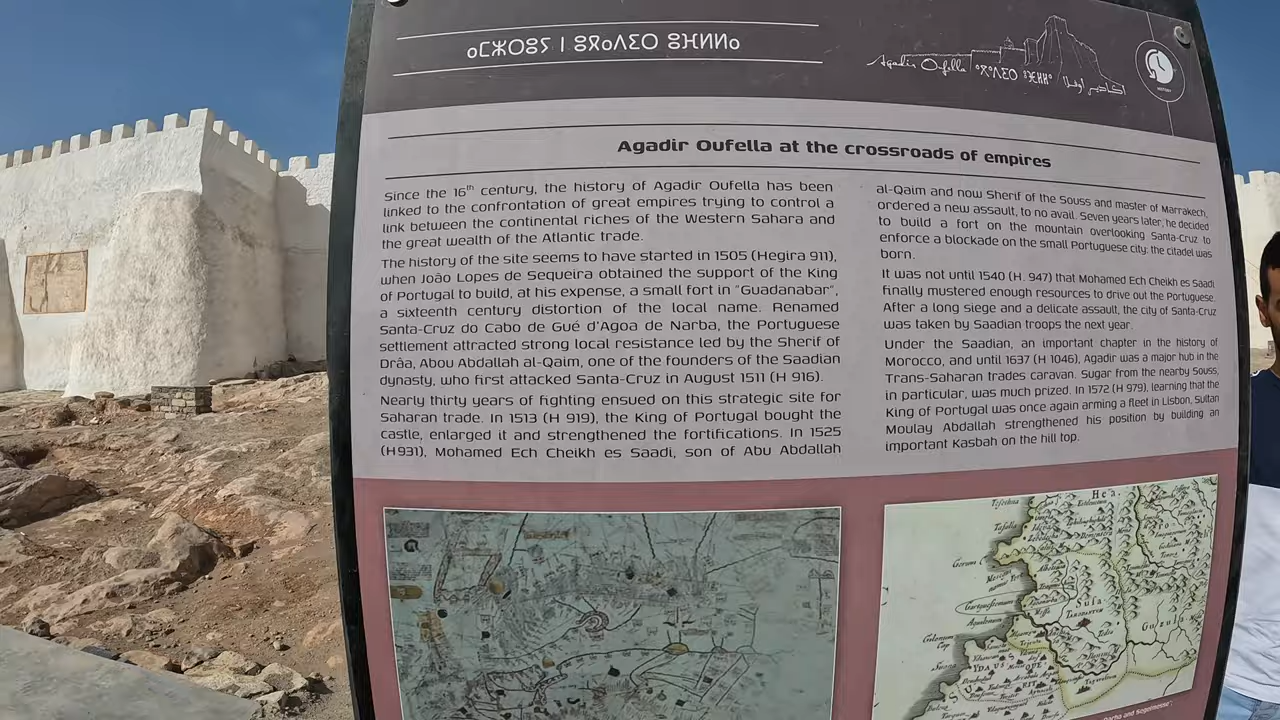 ⴰⵎⵣⵔⵓⵢ ⵏ ⵓⴳⴰⴷⵉⵔ ⵓⴼⵍⵍⴰ
Agadir Oufella ⴰⴳⴰⴷⵉⵔ ⵓⴼⵍⵍⴰ أكادير أوفلا
HISTORY
Agadir Oufella at the crossroads of empires
Since the 16th century, the history of Agadir Oufella has been
linked to the confrontation of great empires trying to control a
link between the continental riches of the Western Sahara and
the great wealth of the Atlantic trade.
The history of the site seems to have started in 1505 (Hegira 911),
when João Lopes de Sequeira obtained the support of the King
of Portugal to build, at his expense, a small fort in "Guadanabar",
a sixteenth century distortion of the local name. Renamed
Santa-Cruz do Cabo de Gué d'Agoa de Narba, the Portuguese
settlement attracted strong local resistance led by the Sherif of
Drâa, Abou Abdallah al-Qaim, one of the founders of the Saadian
dynasty, who first attacked Santa-Cruz in August 1511 (H 916).
Nearly thirty years of fighting ensued on this strategic site for
Saharan trade. In 1513 (H 919), the King of Portugal bought the
castle, enlarged it and strengthened the fortifications. In 1525
(H931), Mohamed Ech Cheikh es Saadi, son of Abu Abdallah
al-Qaim and now Sherif of the Souss and master of Marrakech,
ordered a new assault, to no avail. Seven years later, he decided
to build a fort on the mountain overlooking Santa-Cruz to
enforce a blockade on the small Portuguese city: the citadel was
born.
It was not until 1540 (H. 947) that Mohamed Ech Cheikh es Saadi
finally mustered enough resources to drive out the Portuguese.
After a long siege and a delicate assault, the city of Santa-Cruz
was taken by Saadian troops the next year.
Under the Saadian, an important chapter in the history of
Morocco, and until 1637 (H 1046), Agadir was a major hub in the
Trans-Saharan trades caravan. Sugar from the nearby Souss,
in particular, was much prized. In 1572 (H 979), learning that the
King of Portugal was once again arming a fleet in Lisbon, Sultan
Moulay Abdallah strengthened his position by building an
important Kasbah on the hill top.
Hea
Susa
Guzula